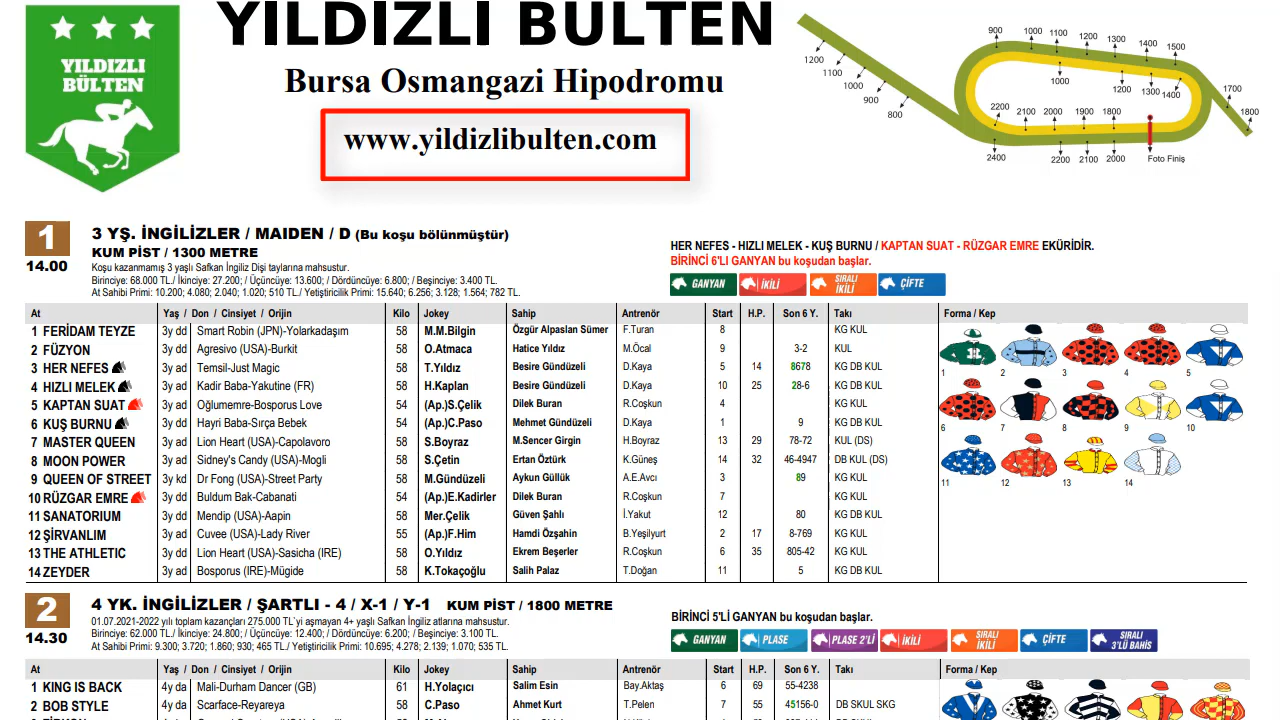 YILDIZLI BÜLTEN
YILDIZLI
BÜLTEN
Bursa Osmangazi Hipodromu
www.yildizlibulten.com
1200 1100 1000 900 800
900 1000 1100 1200 1300 1400 1500
1000 1200 1300 1400 1700 1800
2200 2100 2000 1900 1800
2400 2200 2100 2000 Foto Finiş
1 3 YŞ. İNGİLİZLER / MAIDEN / D (Bu koşu bölünmüştür)
KUM PİST / 1300 METRE
14.00 Koşu kazanmamış 3 yaşlı Safkan İngiliz Dişi taylarına mahsustur.
Birinciye: 68.000 TL./ İkinciye: 27.200; / Üçüncüye: 13.600; / Dördüncüye: 6.800; / Beşinciye: 3.400 TL.
At Sahibi Primi: 10.200; 4.080; 2.040; 1.020; 510 TL./ Yetiştiricilik Primi: 15.640; 6.256; 3.128; 1.564; 782 TL.
HER NEFES - HIZLI MELEK - KUŞ BURNU / KAPTAN SUAT - RÜZGAR EMRE EKÜRİDİR.
BİRİNCİ 6'LI GANYAN bu koşudan başlar.
GANYAN İKİLİ SIRALI İKİLİ ÇİFTE
At Yaş / Don / Cinsiyet / Orijin Kilo Jokey Sahip Antrenör Start H.P. Son 6 Y. Takı Forma / Kep
1 FERİDAM TEYZE 3y dd Smart Robin (JPN)-Yolarkadaşım 58 M.M.Bilgin Özgür Alpaslan Sümer F.Turan 8 KG KUL
2 FÜZYON 3y dd Agresivo (USA)-Burkit 58 O.Atmaca Hatice Yıldız M.Öcal 9 3-2 KUL
3 HER NEFES 3y ad Temsil-Just Magic 58 T.Yıldız Besire Gündüzeli D.Kaya 5 14 8678 KG DB KUL
4 HIZLI MELEK 3y ad Kadir Baba-Yakutine (FR) 58 H.Kaplan Besire Gündüzeli D.Kaya 10 25 28-6 KG DB KUL
5 KAPTAN SUAT 3y ad Oğlumemre-Bosporus Love 54 (Ap.)S.Çelik Dilek Buran R.Coşkun 4 KG KUL
6 KUŞ BURNU 3y dd Hayri Baba-Sırça Bebek 54 (Ap.)C.Paso Mehmet Gündüzeli D.Kaya 1 9 KG DB KUL
7 MASTER QUEEN 3y ad Lion Heart (USA)-Capolavoro 58 S.Boyraz M.Sencer Girgin H.Boyraz 13 29 78-72 KUL (DS)
8 MOON POWER 3y ad Sidney's Candy (USA)-Mogli 58 S.Çetin Ertan Öztürk K.Güneş 14 32 46-4947 DB KUL (DS)
9 QUEEN OF STREET 3y kd Dr Fong (USA)-Street Party 58 M.Gündüzeli Aykun Güllük A.E.Avcı 3 89 KG KUL
10 RÜZGAR EMRE 3y dd Buldum Bak-Cabanati 54 (Ap.)E.Kadirler Dilek Buran R.Coşkun 7 KG KUL
11 SANATORIUM 3y dd Mendip (USA)-Aapin 58 Mer.Çelik Güven Şahlı İ.Yakut 12 80 KG DB KUL
12 ŞİRVANLIM 3y ad Cuvee (USA)-Lady River 55 (Ap.)F.Him Hamdi Özşahin B.Yeşilyurt 2 17 8-769 KG KUL
13 THE ATHLETIC 3y dd Lion Heart (USA)-Sasicha (IRE) 58 O.Yıldız Ekrem Beşerler R.Coşkun 6 35 805-42 KG KUL
14 ZEYDER 3y ad Bosporus (IRE)-Mügide 58 K.Tokaçoğlu Salih Palaz T.Doğan 11 5 KG DB KUL
1 2 3 4 5
6 7 8 9 10
11 12 13 14
2 4 YK. İNGİLİZLER / ŞARTLI - 4 / X-1 / Y-1 KUM PİST / 1800 METRE
14.30 01.07.2021-2022 yılı toplam kazançları 275.000 TL'yi aşmayan 4+ yaşlı Safkan İngiliz atlarına mahsustur.
Birinciye: 62.000 TL./ İkinciye: 24.800; / Üçüncüye: 12.400; / Dördüncüye: 6.200; / Beşinciye: 3.100 TL.
At Sahibi Primi: 9.300; 3.720; 1.860; 930; 465 TL./ Yetiştiricilik Primi: 10.695; 4.278; 2.139; 1.070; 535 TL.
BİRİNCİ 5'Lİ GANYAN bu koşudan başlar.
GANYAN PLASE PLASE 2'Lİ İKİLİ SIRALI İKİLİ ÇİFTE SIRALI 3'LÜ BAHİS
At Yaş / Don / Cinsiyet / Orijin Kilo Jokey Sahip Antrenör Start H.P. Son 6 Y. Takı Forma / Kep
1 KING IS BACK 4y da Mali-Durham Dancer (GB) 61 H.Yolaçıcı Salim Esin Bay.Aktaş 6 69 55-4238
2 BOB STYLE 4y da Scarface-Reyareya 58 C.Paso Ahmet Kurt T.Pelen 7 55 45156-0 DB SKUL SKG